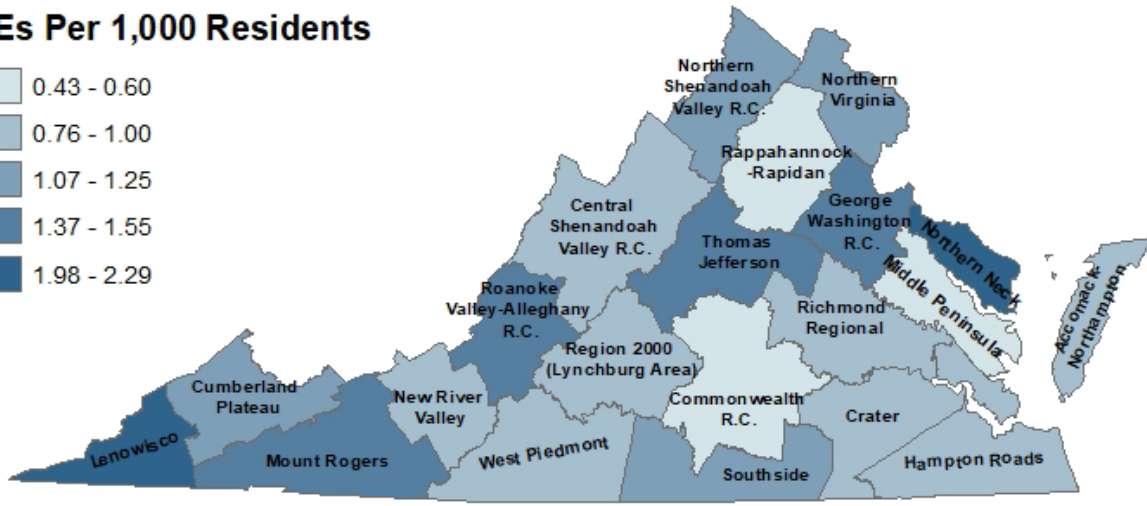 Es Per 1,000 Residents
0.43 - 0.60
0.76 - 1.00
1.07 - 1.25
1.37 - 1.55
1.98 - 2.29
Northern
Shenandoah
Valley R.C.
Northern
Virginia
Rappahannock
-Rapidan
Central
Shenandoah
Valley R.C.
George
Washington
R.C.
Thomas
Jefferson
Northern Neck
Middle Peninsula
Accomack-
Northampton
Roanoke
Valley-Alleghany
R.C.
Richmond
Regional
Region 2000
(Lynchburg Area)
Cumberland
Plateau
New River
Valley
Commonwealth
R.C.
Crater
Lenowisco
Mount Rogers
West Piedmont
Southside
Hampton Roads